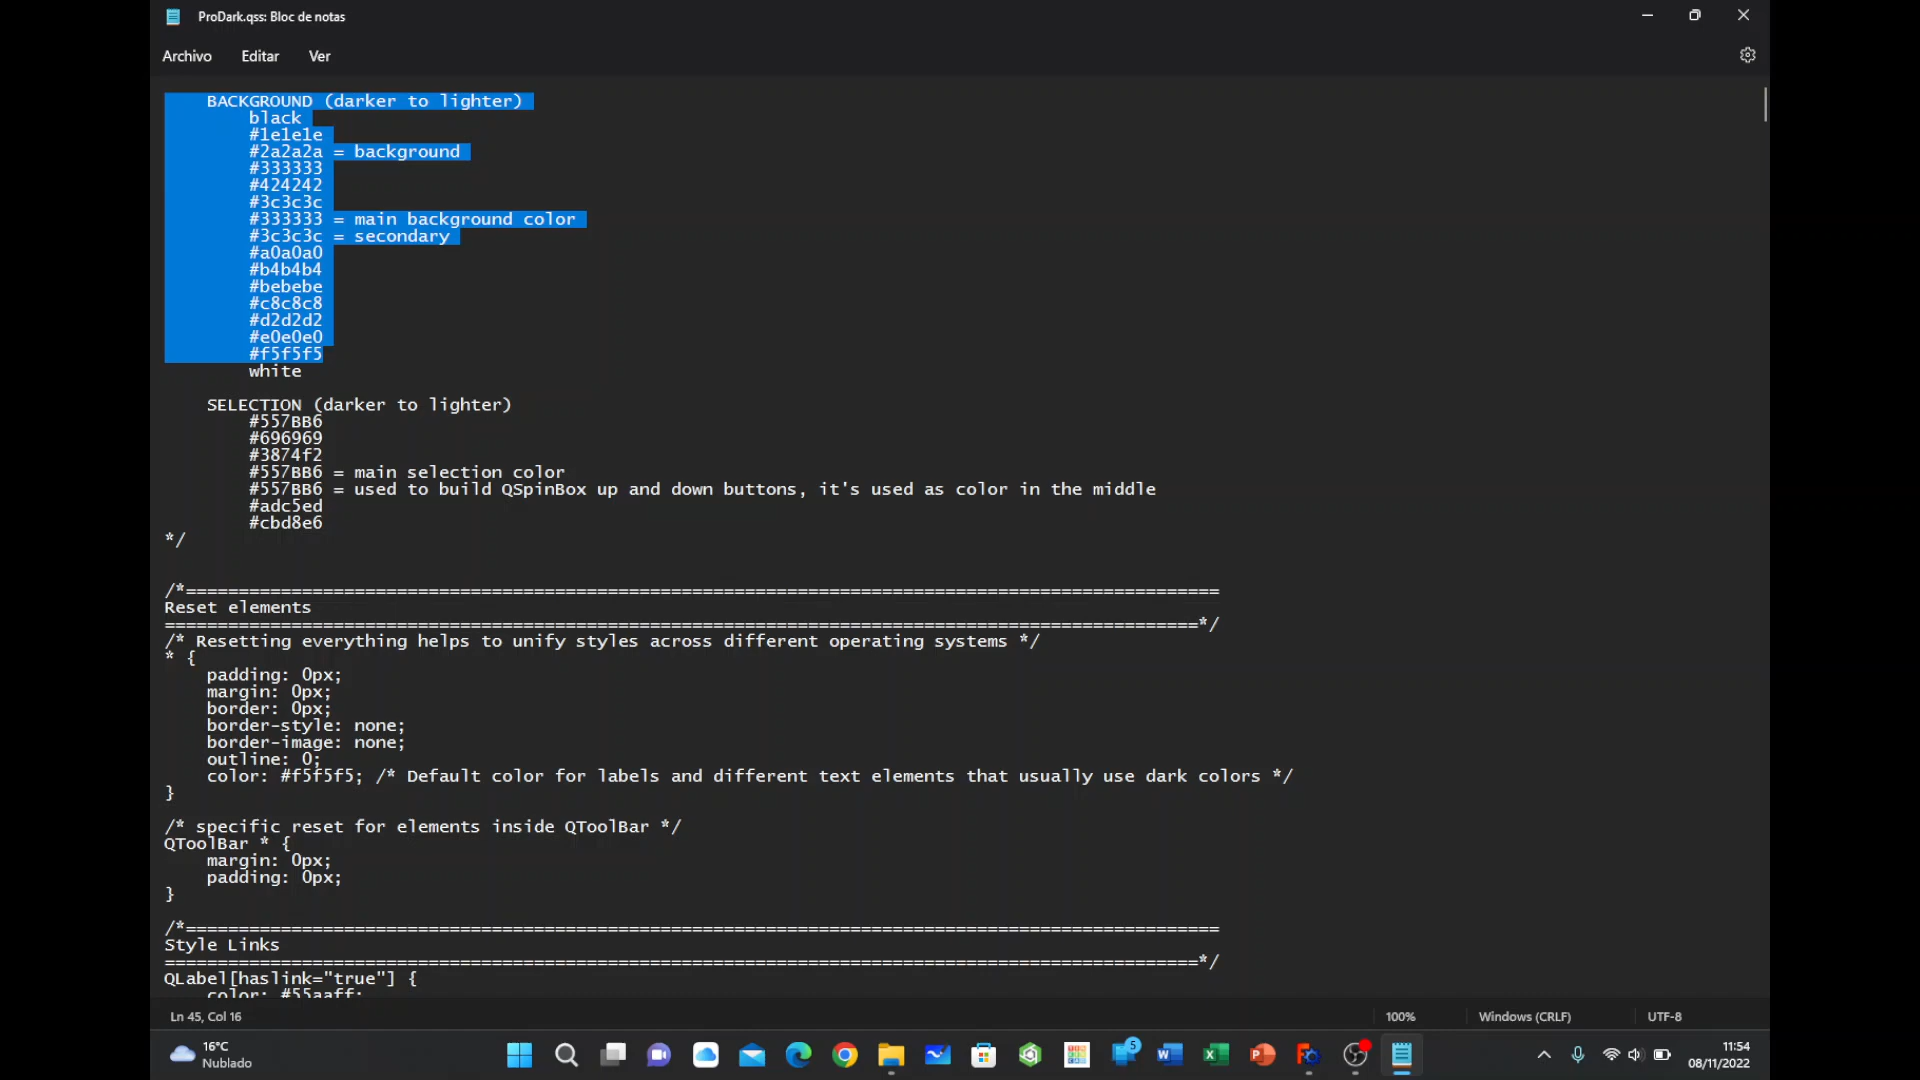 ProDark.qss: Bloc de notas
Archivo Editar Ver
BACKGROUND (darker to lighter)
black
#1e1e1e
#2a2a2a = background
#333333
#424242
#3c3c3c
#333333 = main background color
#3c3c3c = secondary
#a0a0a0
#b4b4b4
#bebebe
#c8c8c8
#d2d2d2
#e0e0e0
#f5f5f5
white
SELECTION (darker to lighter)
#557BB6
#696969
#3874f2
#557BB6 = main selection color
#557BB6 = used to build QSpinBox up and down buttons, it's used as color in the middle
#adc5ed
#cbd8e6
*/
/*==================================================================================================
Reset elements
==================================================================================================*/
/* Resetting everything helps to unify styles across different operating systems */
* {
padding: 0px;
margin: 0px;
border: 0px;
border-style: none;
border-image: none;
outline: 0;
color: #f5f5f5; /* Default color for labels and different text elements that usually use dark colors */
}
/* specific reset for elements inside QToolBar */
QToolBar * {
margin: 0px;
padding: 0px;
}
/*==================================================================================================
Style Links
==================================================================================================*/
QLabel[haslink="true"] {
color: #55aaff;
Ln 45, Col 16 100% Windows (CRLF) UTF-8
16°C
Nublado
5
11:54
08/11/2022